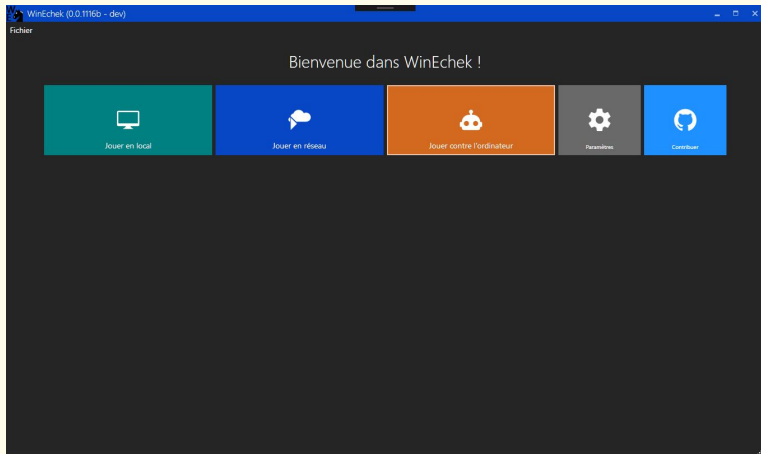 WinEchek (0.0.1116b - dev)
Fichier
Bienvenue dans WinEchek !
Jouer en local
Jouer en réseau
Jouer contre l'ordinateur
Paramètres
Contribuer